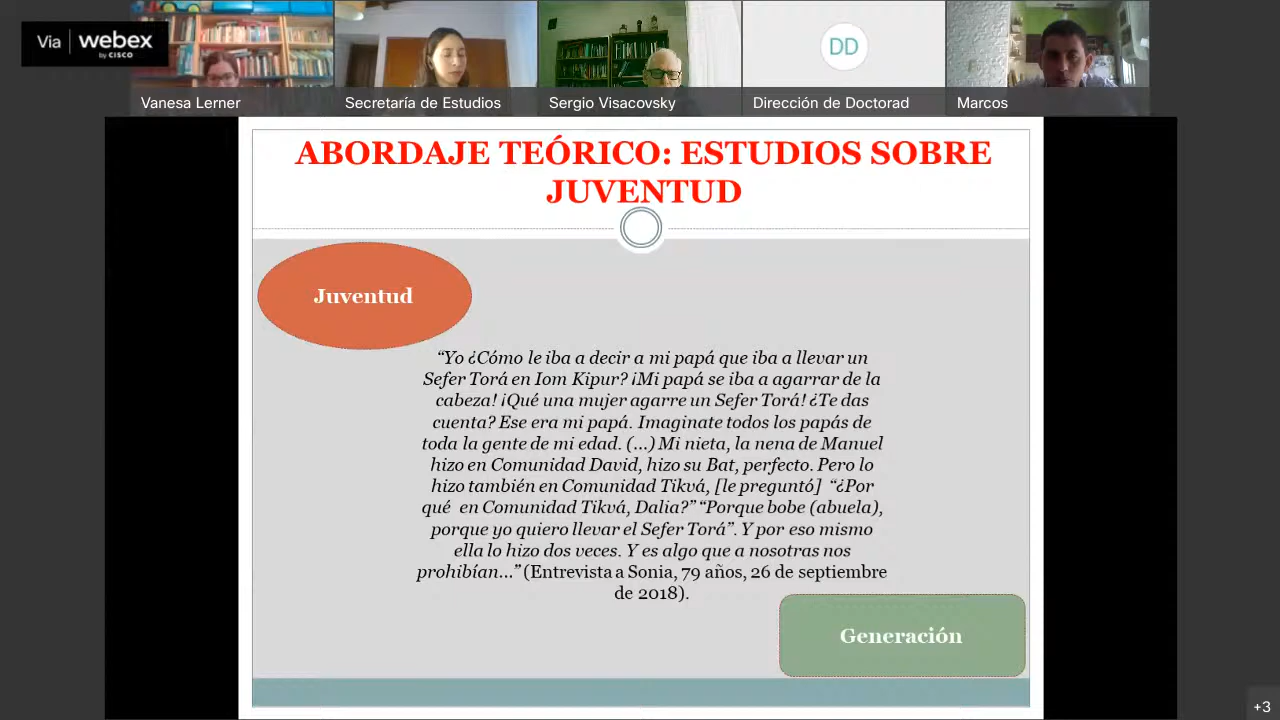 Via webex
by CISCO
DD
Vanesa Lerner
Secretaría de Estudios
Sergio Visacovsky
Dirección de Doctorad
Marcos
ABORDAJE TEÓRICO: ESTUDIOS SOBRE
JUVENTUD
Juventud
“Yo ¿Cómo le iba a decir a mi papá que iba a llevar un
Sefer Torá en Iom Kipur? ¡Mi papá se iba a agarrar de la
cabeza! ¡Qué una mujer agarre un Sefer Torá! ¿Te das
cuenta? Ese era mi papá. Imaginate todos los papás de
toda la gente de mi edad. (...) Mi nieta, la nena de Manuel
hizo en Comunidad David, hizo su Bat, perfecto. Pero lo
hizo también en Comunidad Tikvá, [le preguntó] “¿Por
qué en Comunidad Tikvá, Dalia?” “Porque bobe (abuela),
porque yo quiero llevar el Sefer Torá”. Y por eso mismo
ella lo hizo dos veces. Y es algo que a nosotras nos
prohibían...” (Entrevista a Sonia, 79 años, 26 de septiembre
de 2018).
Generación
+3